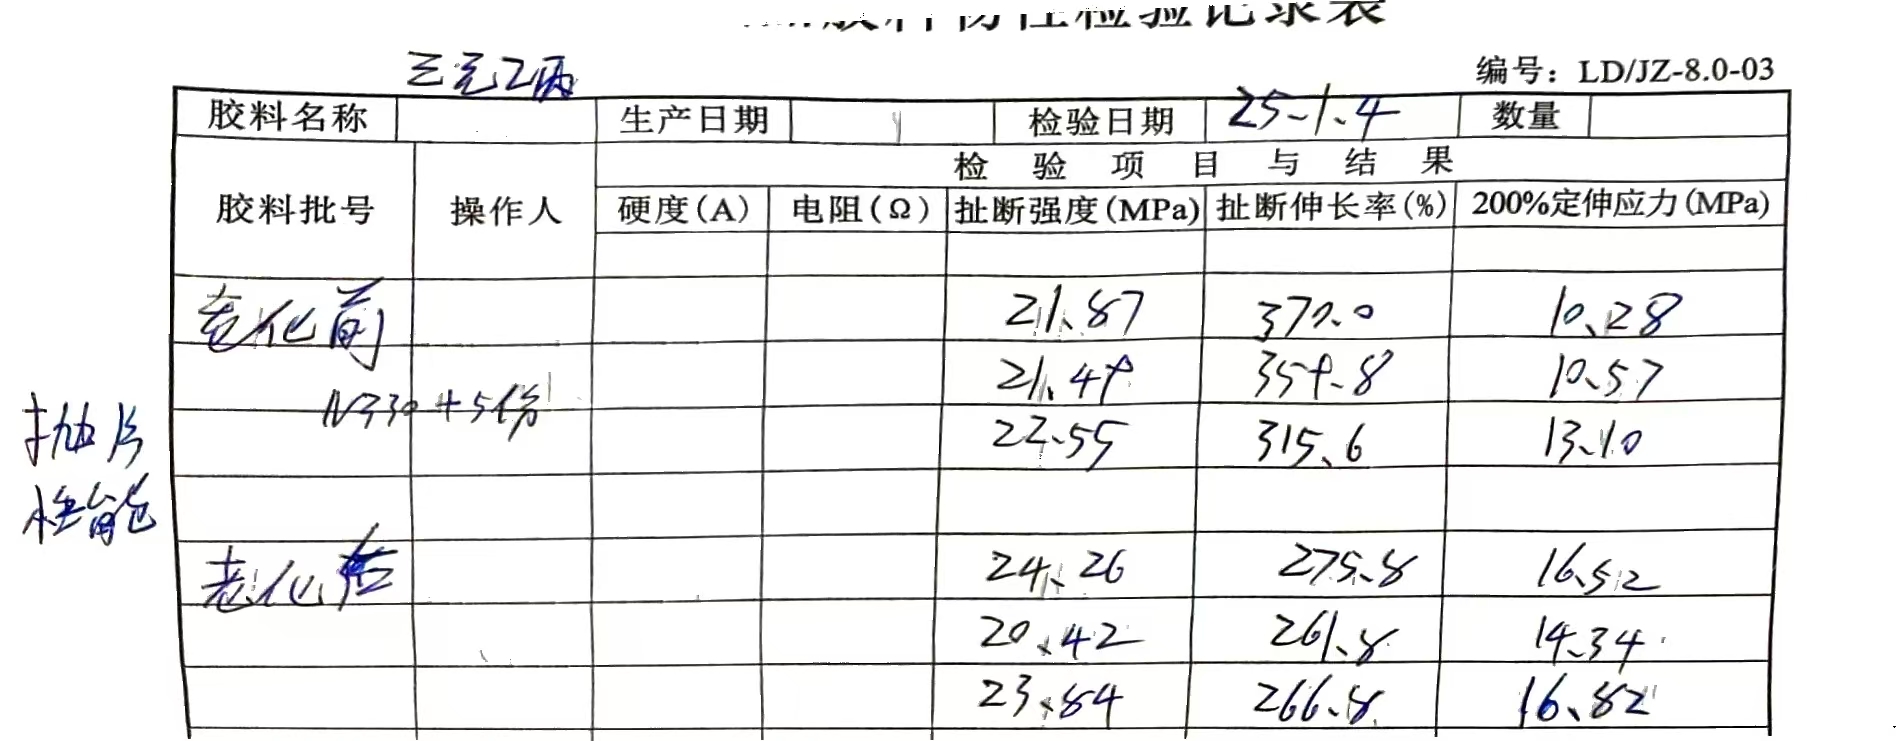 胶料物性检验记录表
三元乙丙
编号：LD/JZ-8.0-03
胶料名称 生产日期 检验日期 25.1.4 数量
检验项目与结果
胶料批号 操作人 硬度(A) 电阻(Ω) 扯断强度(MPa) 扯断伸长率(%) 200%定伸应力(MPa)
老化前 21.87 370.0 10.28
21.49 359.8 10.57
N330+5份
22.55 315.6 13.10
抽片
性能
老化后 24.26 275.8 16.52
20.42 261.8 14.34
23.84 266.8 16.82